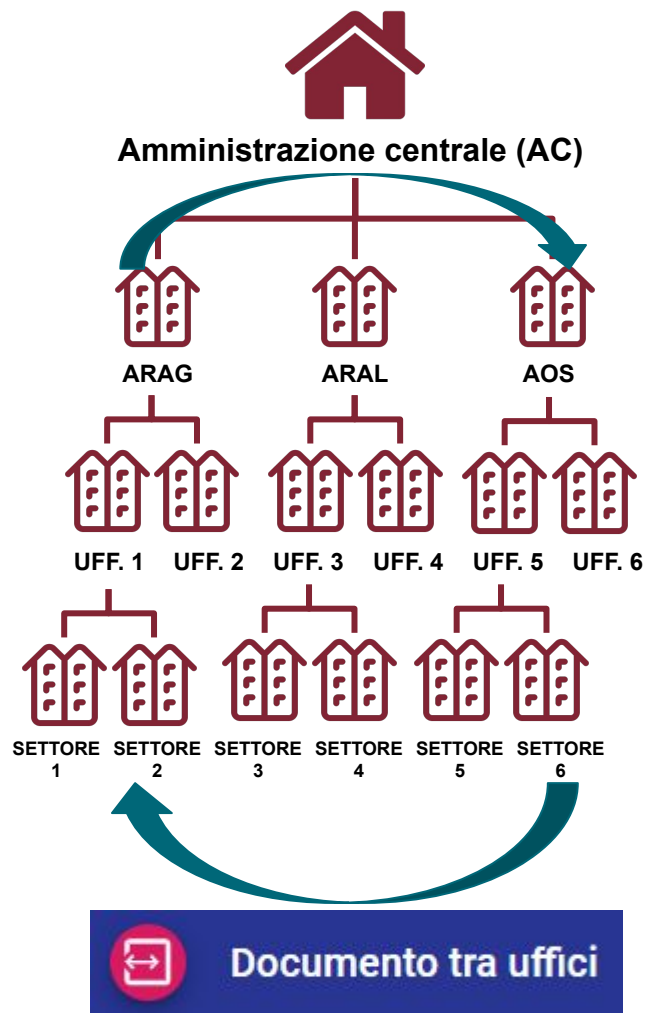 Amministrazione centrale (AC)
ARAG ARAL AOS
UFF. 1 UFF. 2 UFF. 3 UFF. 4 UFF. 5 UFF. 6
SETTORE SETTORE SETTORE SETTORE SETTORE SETTORE
1 2 3 4 5 6
Documento tra uffici